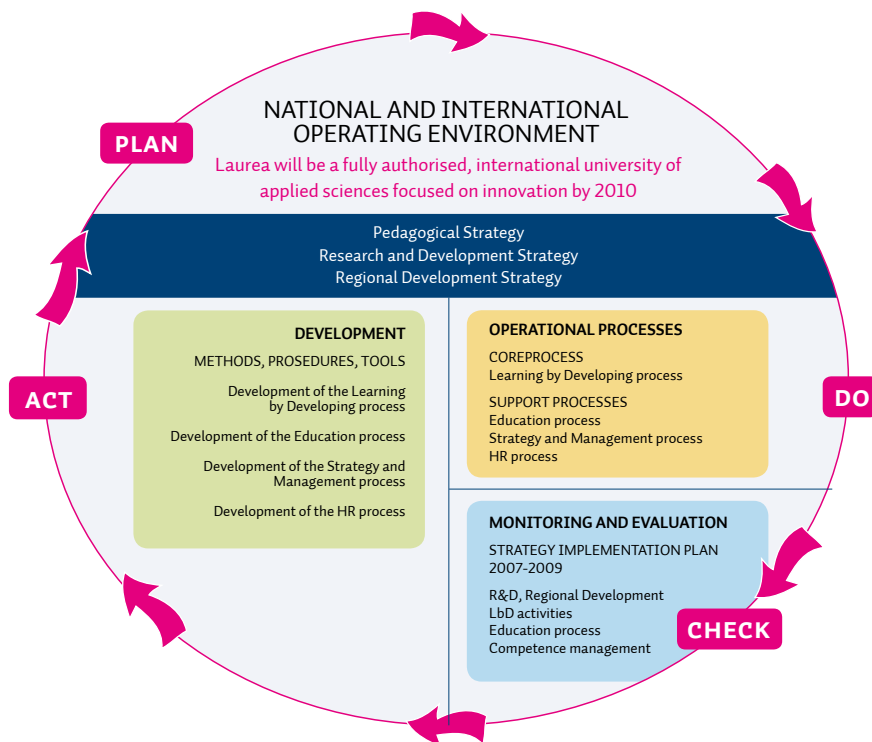 NATIONAL AND INTERNATIONAL
OPERATING ENVIRONMENT
PLAN
Laurea will be a fully authorised, international university of
applied sciences focused on innovation by 2010
Pedagogical Strategy
Research and Development Strategy
Regional Development Strategy
DEVELOPMENT
METHODS, PROSEDURES, TOOLS
Development of the Learning
by Developing process
Development of the Education process
Development of the Strategy and
Management process
Development of the HR process
ACT
OPERATIONAL PROCESSES
COREPROCESS
Learning by Developing process
SUPPORT PROCESSES
Education process
Strategy and Management process
HR process
DO
MONITORING AND EVALUATION
STRATEGY IMPLEMENTATION PLAN
2007-2009
R&D, Regional Development
LbD activities
Education process
Competence management
CHECK